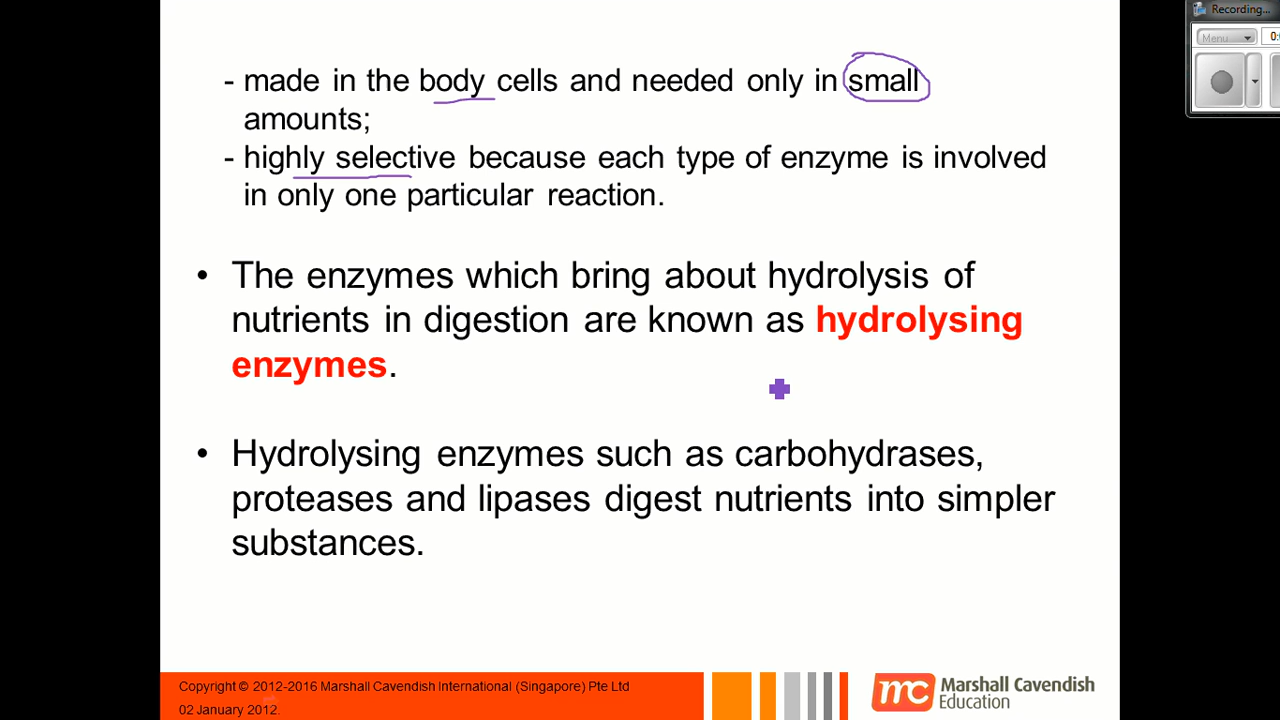 Recording...
Menu
- made in the body cells and needed only in small
amounts;
- highly selective because each type of enzyme is involved
in only one particular reaction.
• The enzymes which bring about hydrolysis of
nutrients in digestion are known as hydrolysing
enzymes.
• Hydrolysing enzymes such as carbohydrases,
proteases and lipases digest nutrients into simpler
substances.
Copyright © 2012-2016 Marshall Cavendish International (Singapore) Pte Ltd
02 January 2012.
mc Marshall Cavendish
Education